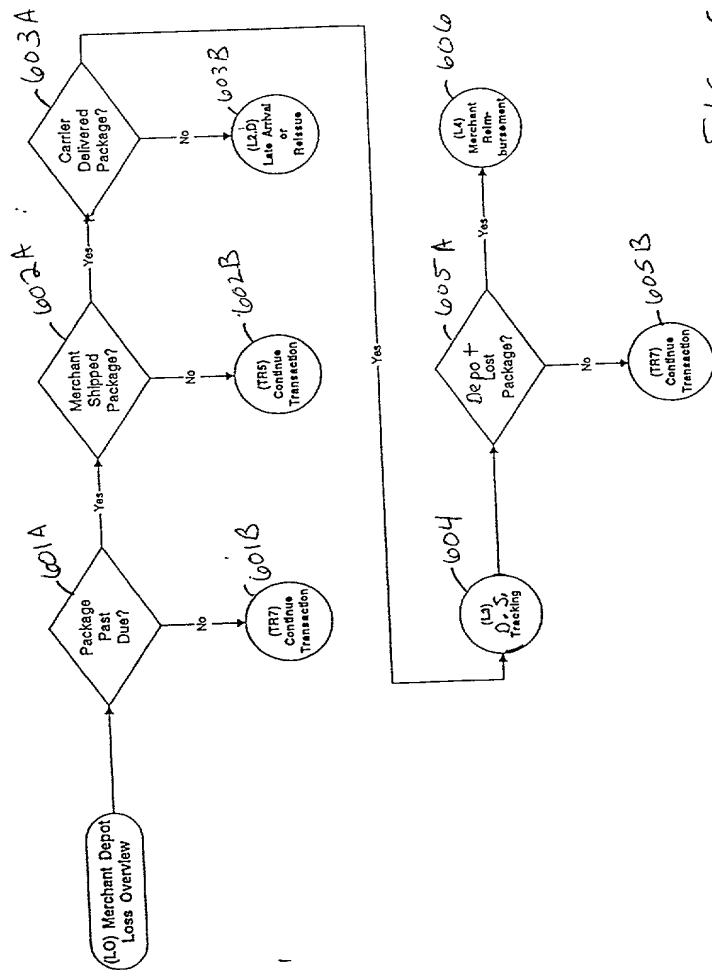 (LO) Merchant Depot
Loss Overview
601A
Package
Past
Due?
No
601B
(TR7)
Continue
Transaction
Yes
602A
Merchant
Shipped
Package?
No
602B
(TR5)
Continue
Transaction
Yes
603A
Carrier
Delivered
Package?
No
603B
(L2,D)
Late Arrival
or
Reissue
Yes
604
(L3)
D.S.
Tracking
605A
Depot
Lost
Package?
No
605B
(TR7)
Continue
Transaction
Yes
606
(L4)
Merchant
Reim-
bursement